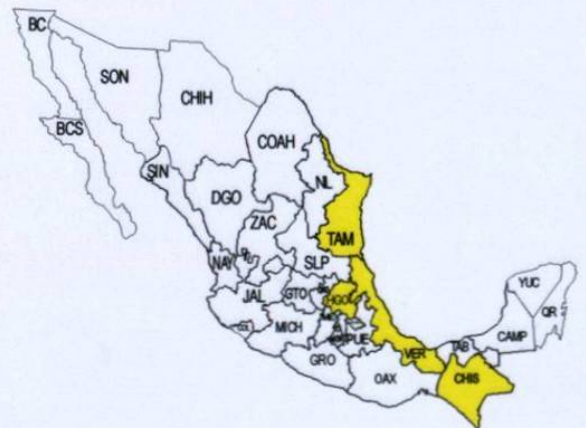 BC
SON
CHIH
BCS
COAH
SIN
NL
DGO
ZAC
TAM
NAY
SLP
JAL
GTO
HGO
MICH
PUE
VER
GRO
OAX
TAB
CHIS
CAMP
YUC
QR